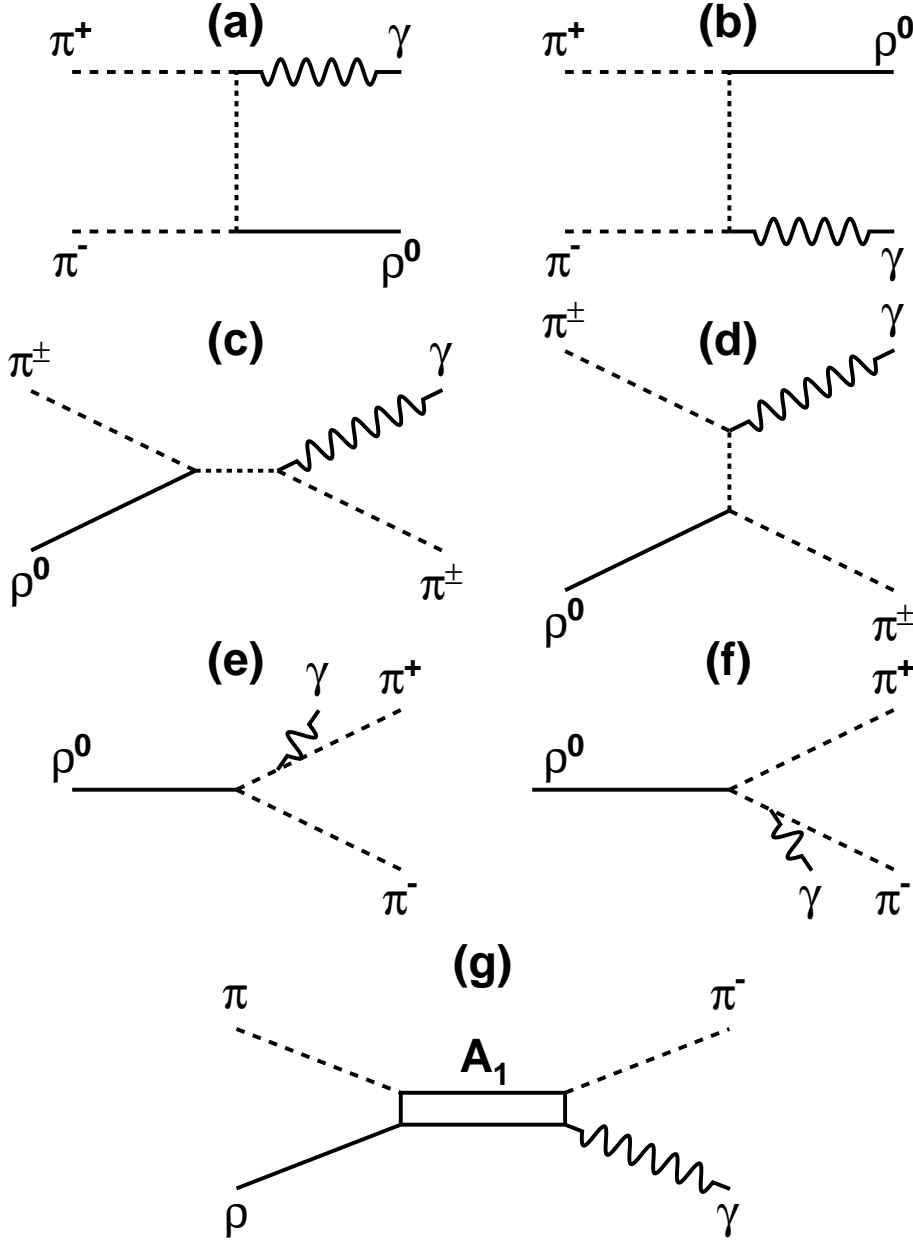 (a) (b)
π⁺ γ π⁺ ρ⁰
π⁻ ρ⁰ π⁻ γ
(c) (d)
π± γ π± γ
ρ⁰ π± ρ⁰ π±
(e) (f)
ρ⁰ γ π⁺ ρ⁰ π⁺
π⁻ γ π⁻
(g)
π π⁻
A₁
ρ γ